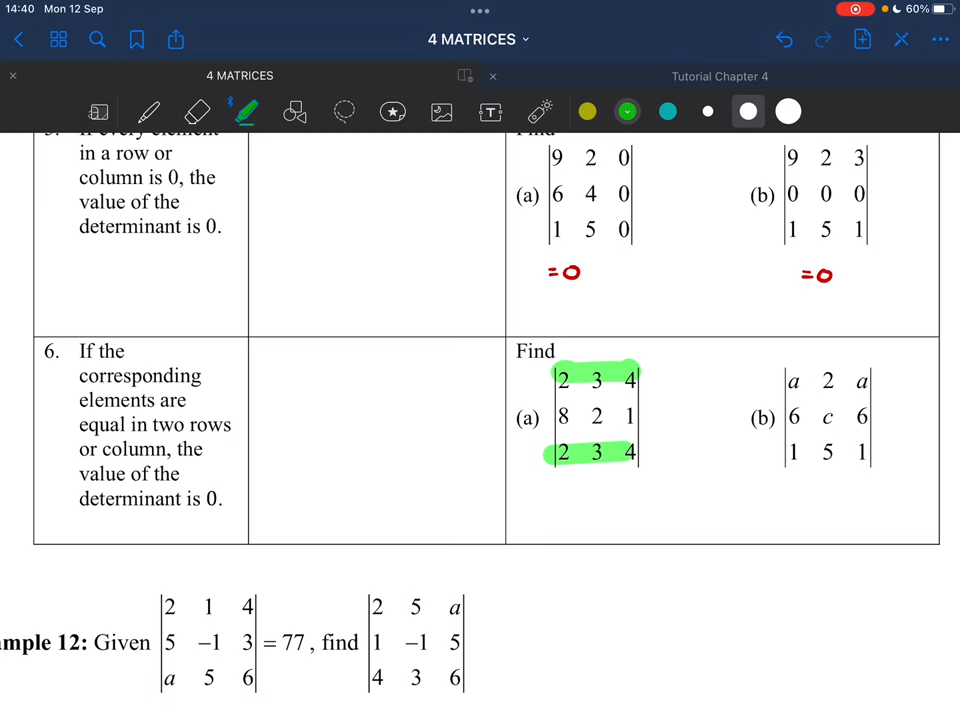 14:40 Mon 12 Sep
60%
4 MATRICES
4 MATRICES
Tutorial Chapter 4
T
in a row or
column is 0, the
value of the
determinant is 0.
(a)
9 2 0
6 4 0
1 5 0
= 0
(b)
9 2 3
0 0 0
1 5 1
= 0
6. If the
corresponding
elements are
equal in two rows
or column, the
value of the
determinant is 0.
Find
(a)
2 3 4
8 2 1
2 3 4
(b)
a 2 a
6 c 6
1 5 1
mple 12: Given
2 1 4
5 −1 3
a 5 6
= 77 , find
2 5 a
1 −1 5
4 3 6